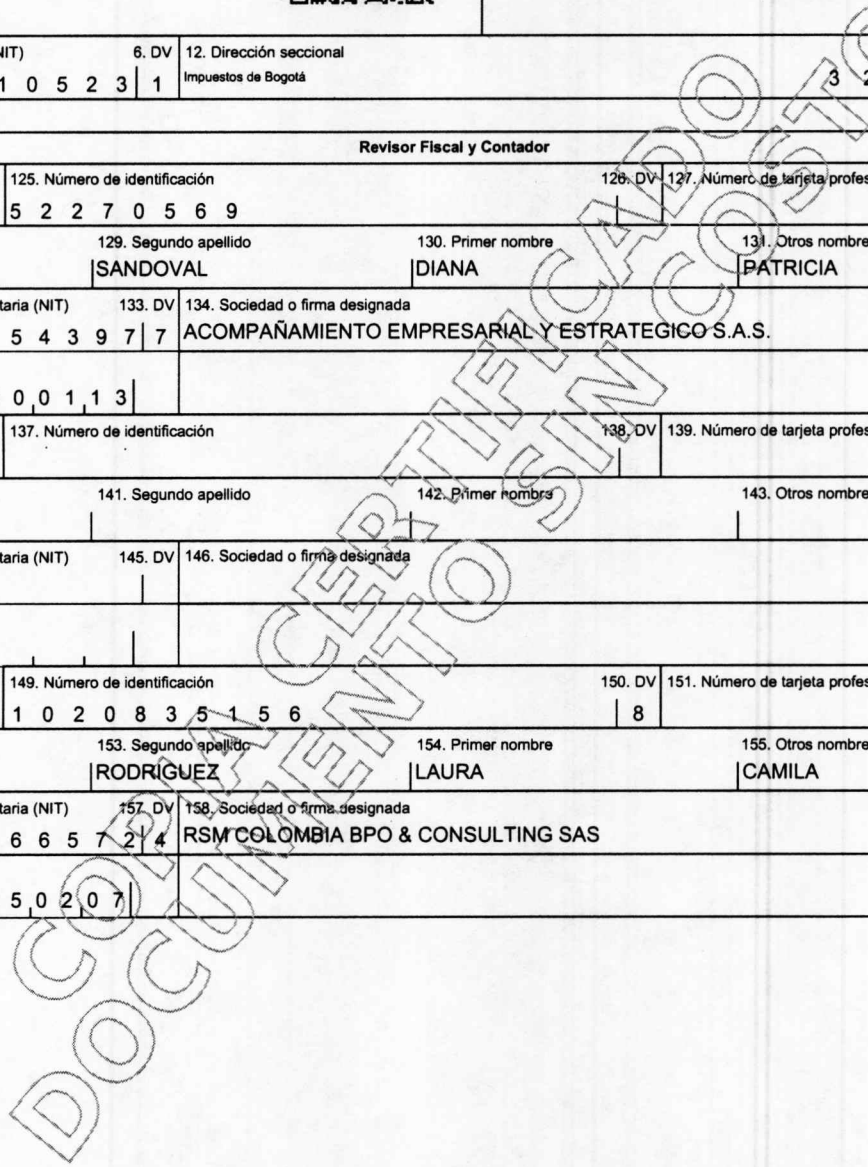 NIT) 6. DV 12. Dirección seccional
1 0 5 2 3 1 Impuestos de Bogotá 3 2
Revisor Fiscal y Contador
125. Número de identificación 126. DV 127. Número de tarjeta profes
5 2 2 7 0 5 6 9
129. Segundo apellido 130. Primer nombre 131. Otros nombre
SANDOVAL DIANA PATRICIA
taria (NIT) 133. DV 134. Sociedad o firma designada
5 4 3 9 7 7 ACOMPAÑAMIENTO EMPRESARIAL Y ESTRATEGICO S.A.S.
0 0 1 1 3
137. Número de identificación 138. DV 139. Número de tarjeta profes
141. Segundo apellido 142. Primer nombre 143. Otros nombre
taria (NIT) 145. DV 146. Sociedad o firma designada
149. Número de identificación 150. DV 151. Número de tarjeta profes
1 0 2 0 8 3 5 1 5 6 8
153. Segundo apellido 154. Primer nombre 155. Otros nombre
RODRIGUEZ LAURA CAMILA
taria (NIT) 157. DV 158. Sociedad o firma designada
6 6 5 7 2 4 RSM COLOMBIA BPO & CONSULTING SAS
5 0 2 0 7
COPIA CERTIFICADO
DOCUMENTO SIN COSTO